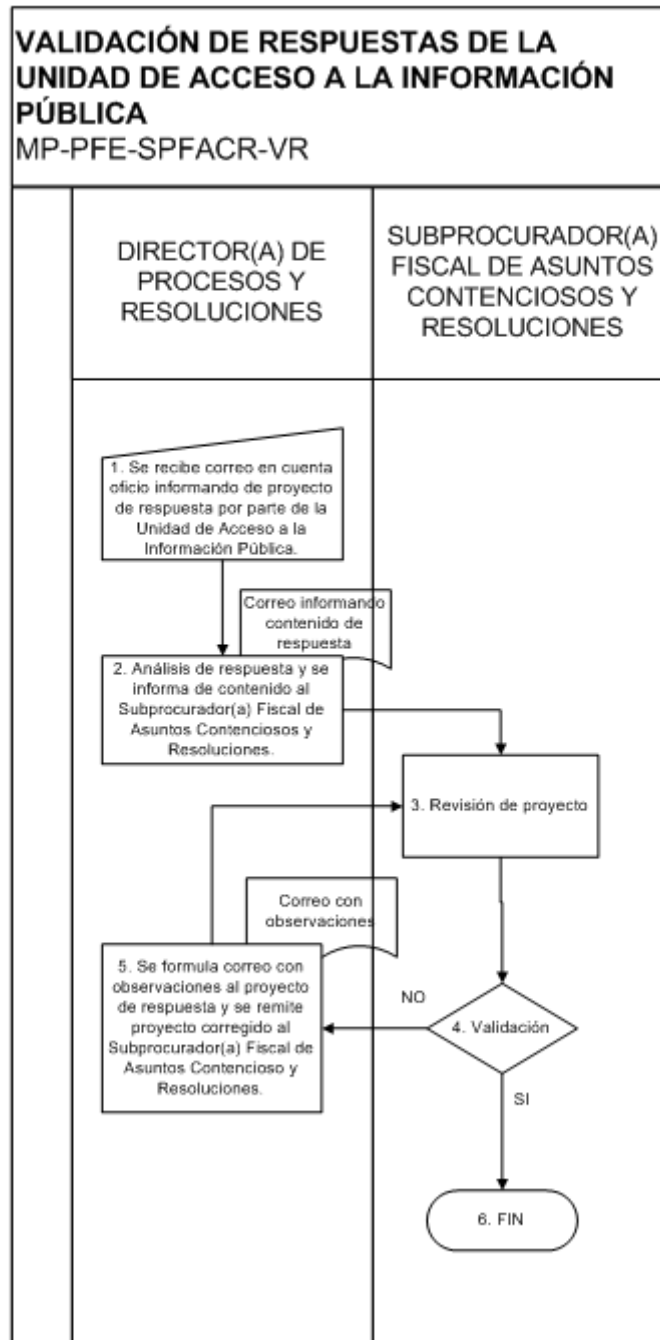 VALIDACIÓN DE RESPUESTAS DE LA
UNIDAD DE ACCESO A LA INFORMACIÓN
PÚBLICA
MP-PFE-SPFACR-VR
DIRECTOR(A) DE
PROCESOS Y
RESOLUCIONES
SUBPROCURADOR(A)
FISCAL DE ASUNTOS
CONTENCIOSOS Y
RESOLUCIONES
1. Se recibe correo en cuenta
oficio informando de proyecto
de respuesta por parte de la
Unidad de Acceso a la
Información Pública.
Correo informando
contenido de
respuesta
2. Análisis de respuesta y se
informa de contenido al
Subprocurador(a) Fiscal de
Asuntos Contenciosos y
Resoluciones.
3. Revisión de proyecto
Correo con
observaciones
5. Se formula correo con
observaciones al proyecto
de respuesta y se remite
proyecto corregido al
Subprocurador(a) Fiscal de
Asuntos Contencioso y
Resoluciones.
NO
4. Validación
SI
6. FIN